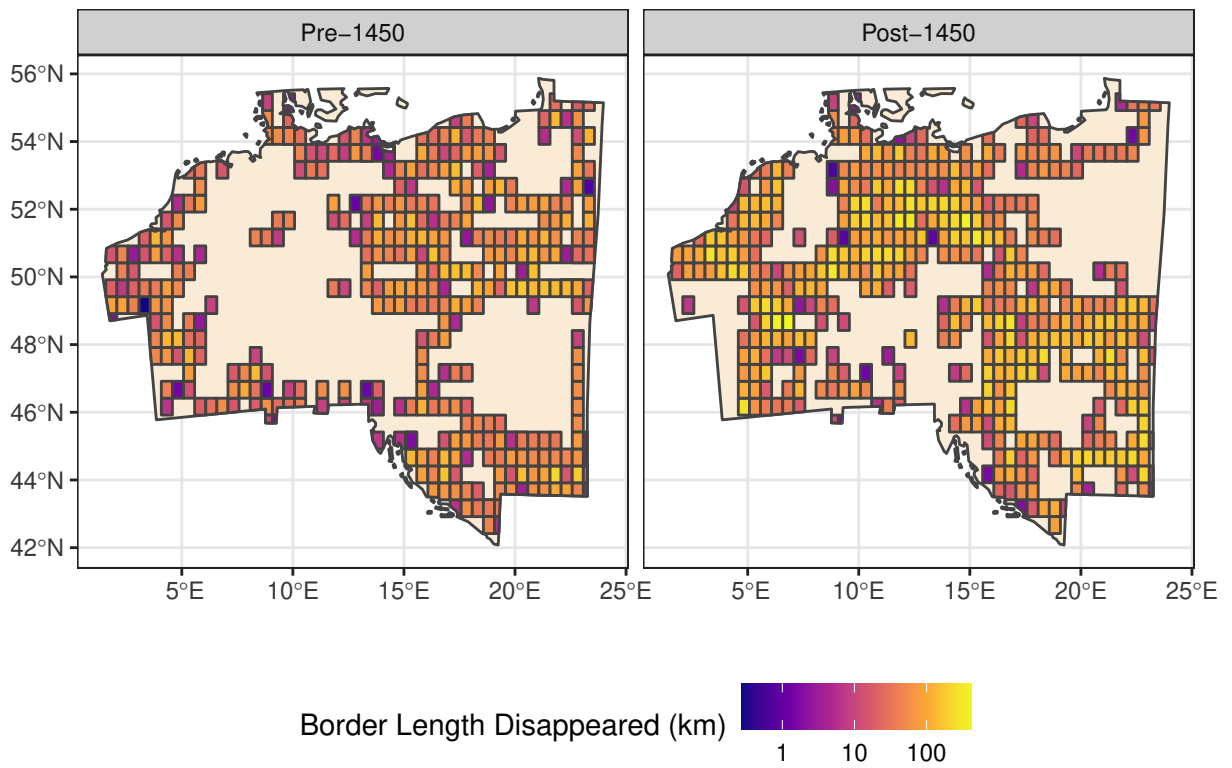 Pre−1450 Post−1450
56°N
54°N
52°N
50°N
48°N
46°N
44°N
42°N
5°E 10°E 15°E 20°E 25°E 5°E 10°E 15°E 20°E 25°E
Border Length Disappeared (km)
1 10 100